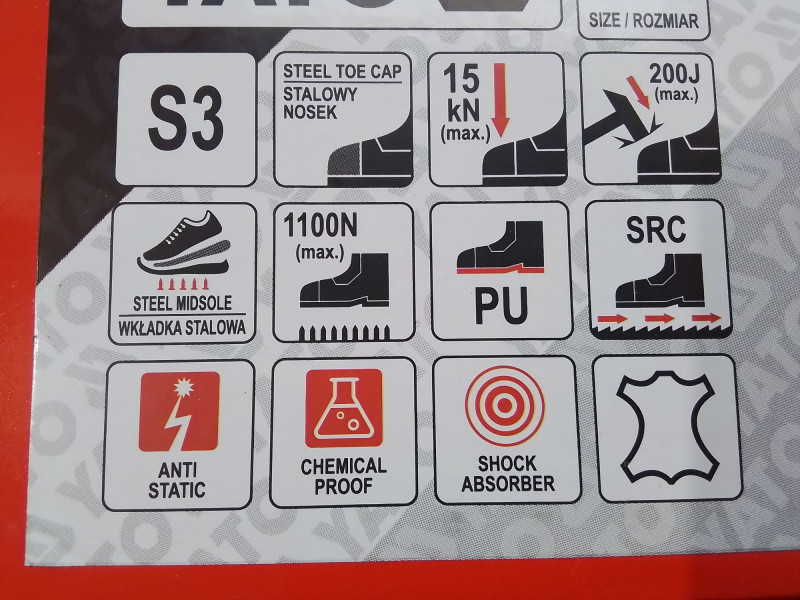 YATO
SIZE / ROZMIAR
S3
STEEL TOE CAP
STALOWY
NOSEK
15
kN
(max.)
200J
(max.)
STEEL MIDSOLE
WKŁADKA STALOWA
1100N
(max.)
PU
SRC
ANTI
STATIC
CHEMICAL
PROOF
SHOCK
ABSORBER